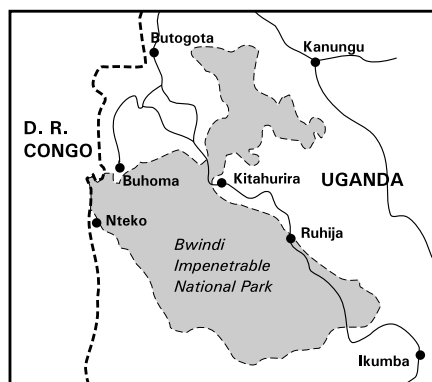 Butogota
Kanungu
D. R.
CONGO
Buhoma
Kitahurira
UGANDA
Nteko
Ruhija
Bwindi
Impenetrable
National Park
Ikumba